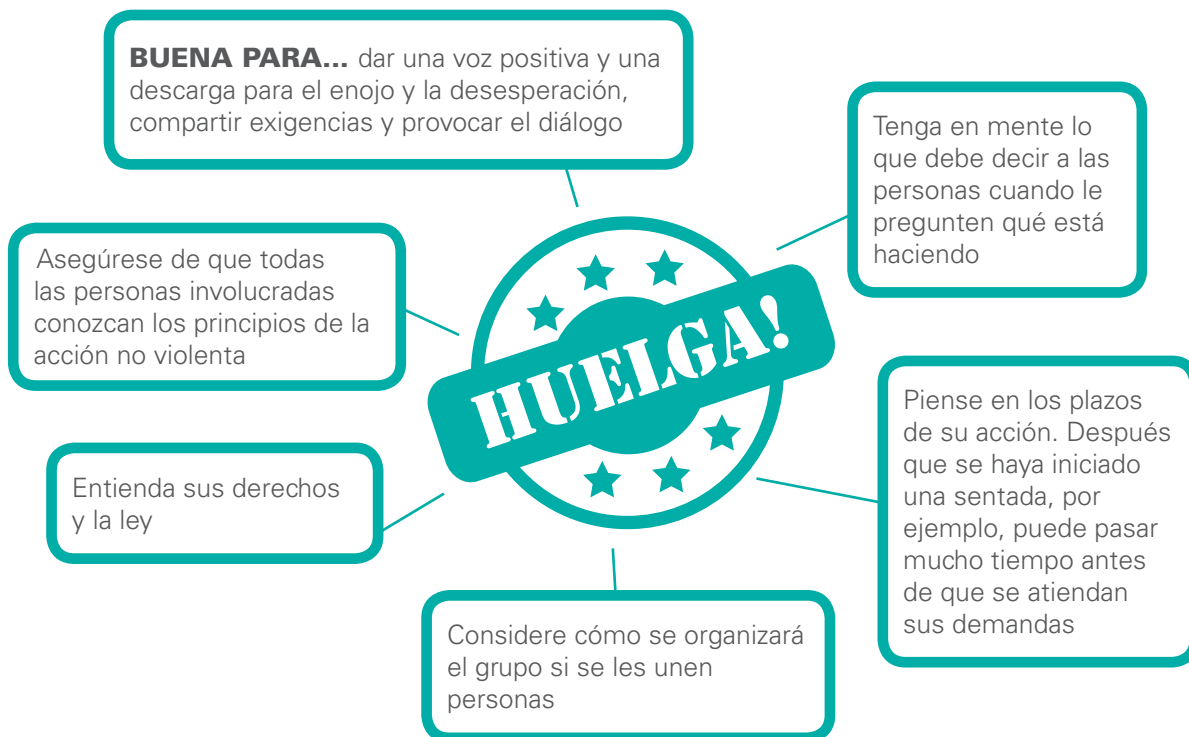 BUENA PARA... dar una voz positiva y una
descarga para el enojo y la desesperación,
compartir exigencias y provocar el diálogo
Tenga en mente lo
que debe decir a las
personas cuando le
pregunten qué está
haciendo
Asegúrese de que todas
las personas involucradas
conozcan los principios de la
acción no violenta
HUELGA!
Piense en los plazos
de su acción. Después
que se haya iniciado
una sentada, por
ejemplo, puede pasar
mucho tiempo antes
de que se atiendan
sus demandas
Entienda sus derechos
y la ley
Considere cómo se organizará
el grupo si se les unen
personas